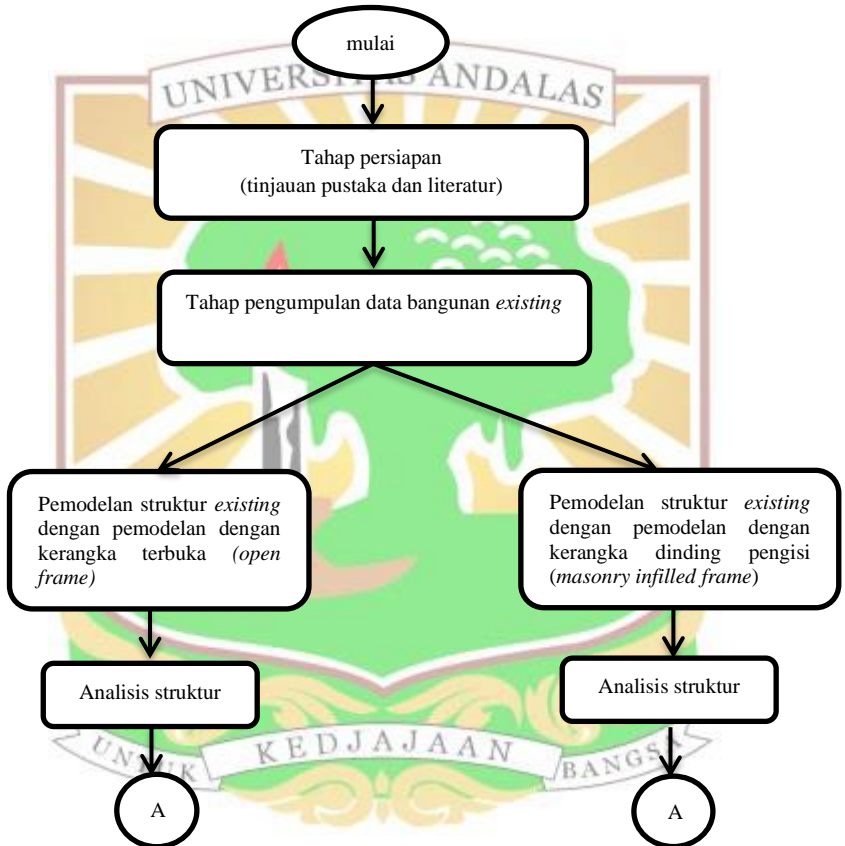 mulai
UNIVERSITAS ANDALAS
Tahap persiapan
(tinjauan pustaka dan literatur)
Tahap pengumpulan data bangunan existing
Pemodelan struktur existing
dengan pemodelan dengan
kerangka terbuka (open
frame)
Pemodelan struktur existing
dengan pemodelan dengan
kerangka dinding pengisi
(masonry infilled frame)
Analisis struktur
Analisis struktur
UNTUK KEDJAJAAN BANGSA
A
A